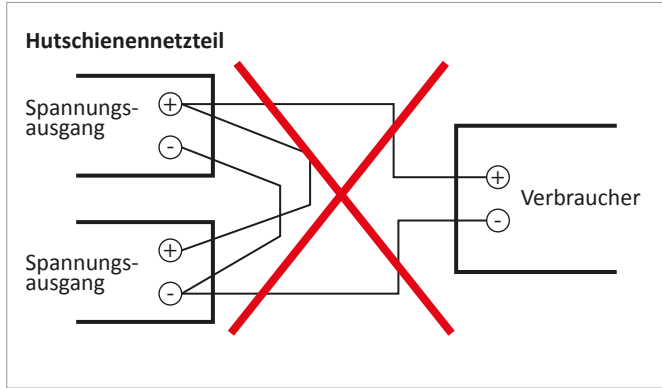 Hutschienennetzteil
Spannungs-
ausgang
+
-
Spannungs-
ausgang
+
-
+
-
Verbraucher